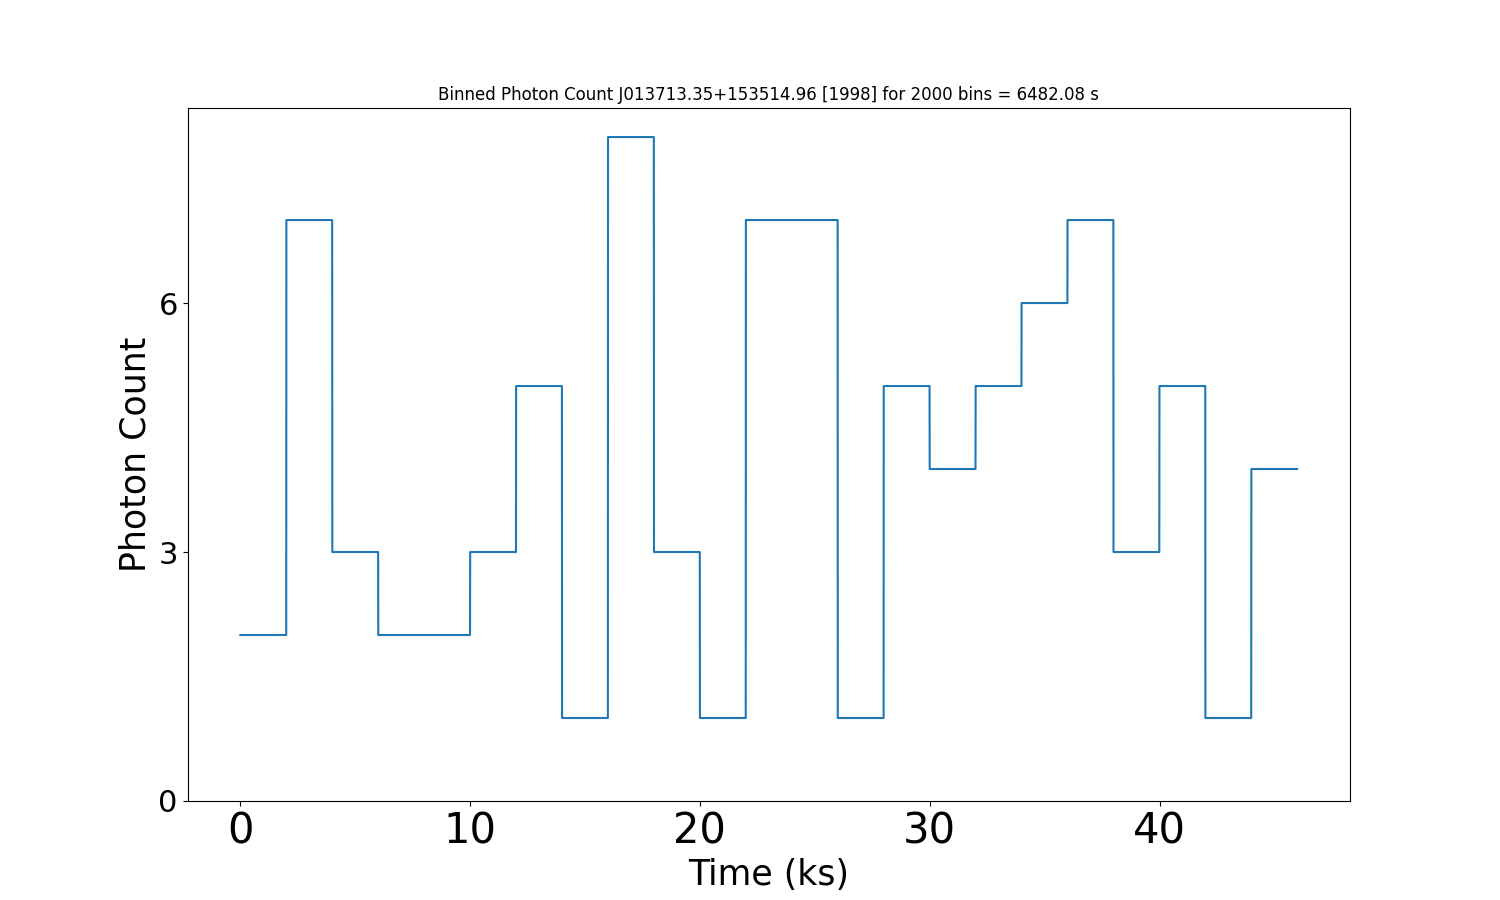 Binned Photon Count J013713.35+153514.96 [1998] for 2000 bins = 6482.08 s
Photon Count
6
3
0
0 10 20 30 40
Time (ks)